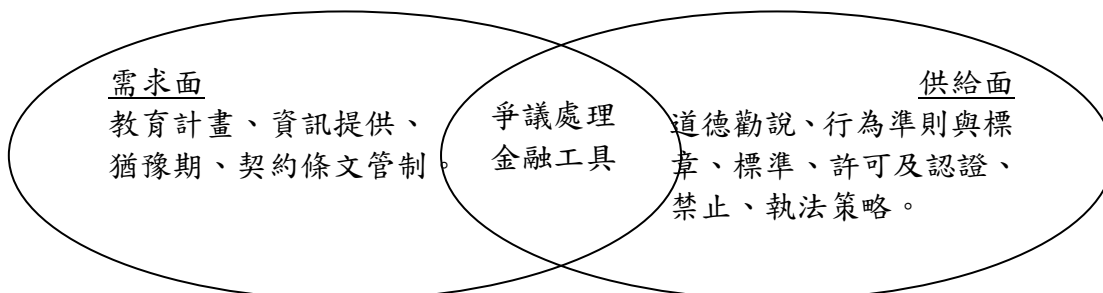 需求面
教育計畫、資訊提供、
猶豫期、契約條文管制。
爭議處理
金融工具
供給面
道德勸說、行為準則與標
章、標準、許可及認證、
禁止、執法策略。